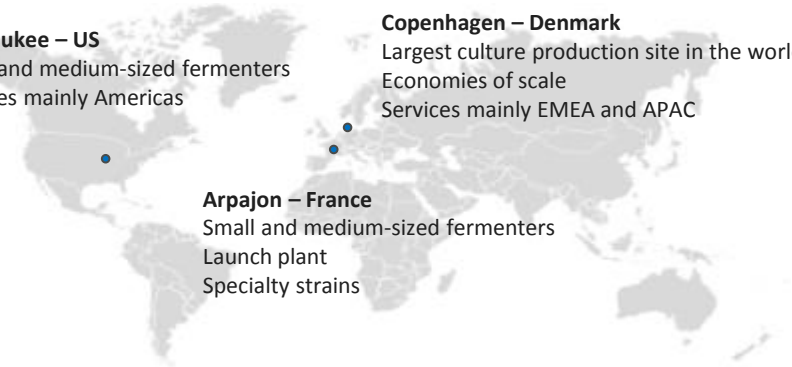 ukee – US
and medium-sized fermenters
es mainly Americas
Copenhagen – Denmark
Largest culture production site in the worl
Economies of scale
Services mainly EMEA and APAC
Arpajon – France
Small and medium-sized fermenters
Launch plant
Specialty strains